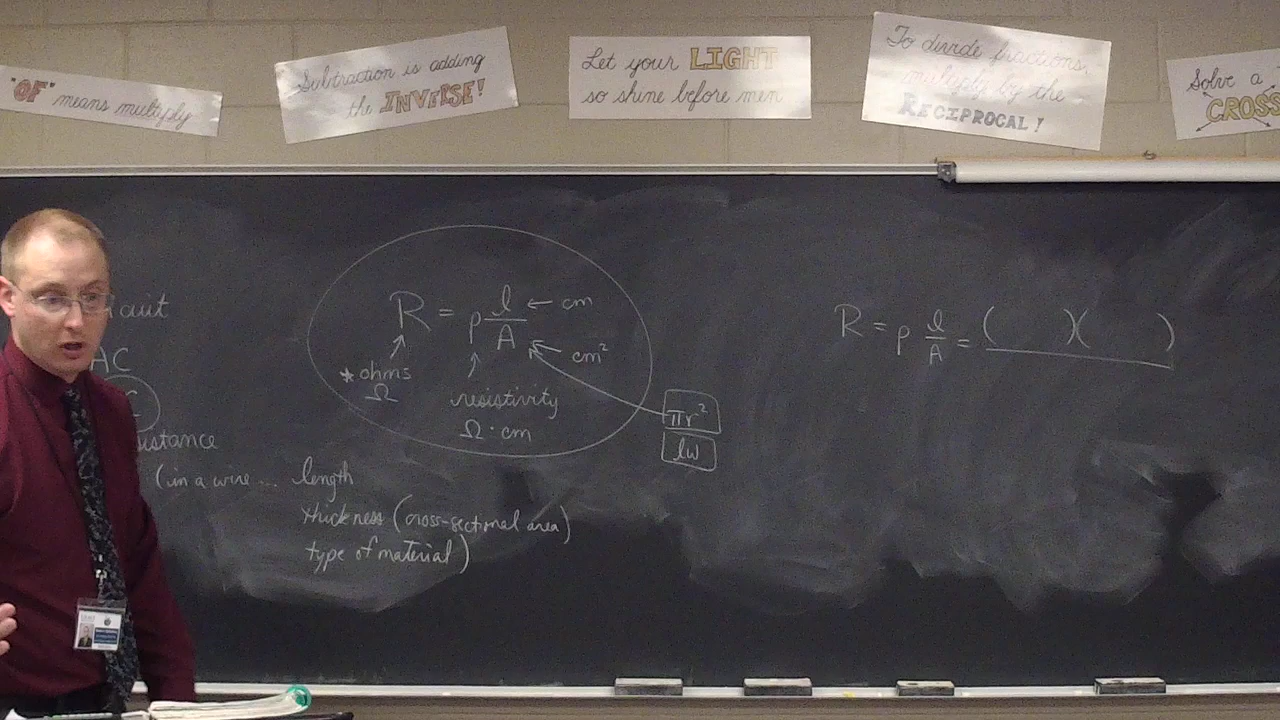 "OF" means multiply
Subtraction is adding
the INVERSE!
Let your LIGHT
so shine before men
To divide fractions,
multiply by the
RECIPROCAL!
Solve a
CROSS
AC
istance
(in a wire... length
thickness (cross-sectional area)
type of material)
R = ρ l/A ← cm
cm²
* ohms
Ω
resistivity
Ω · cm
πr²
lw
R = ρ l/A = ( )( )